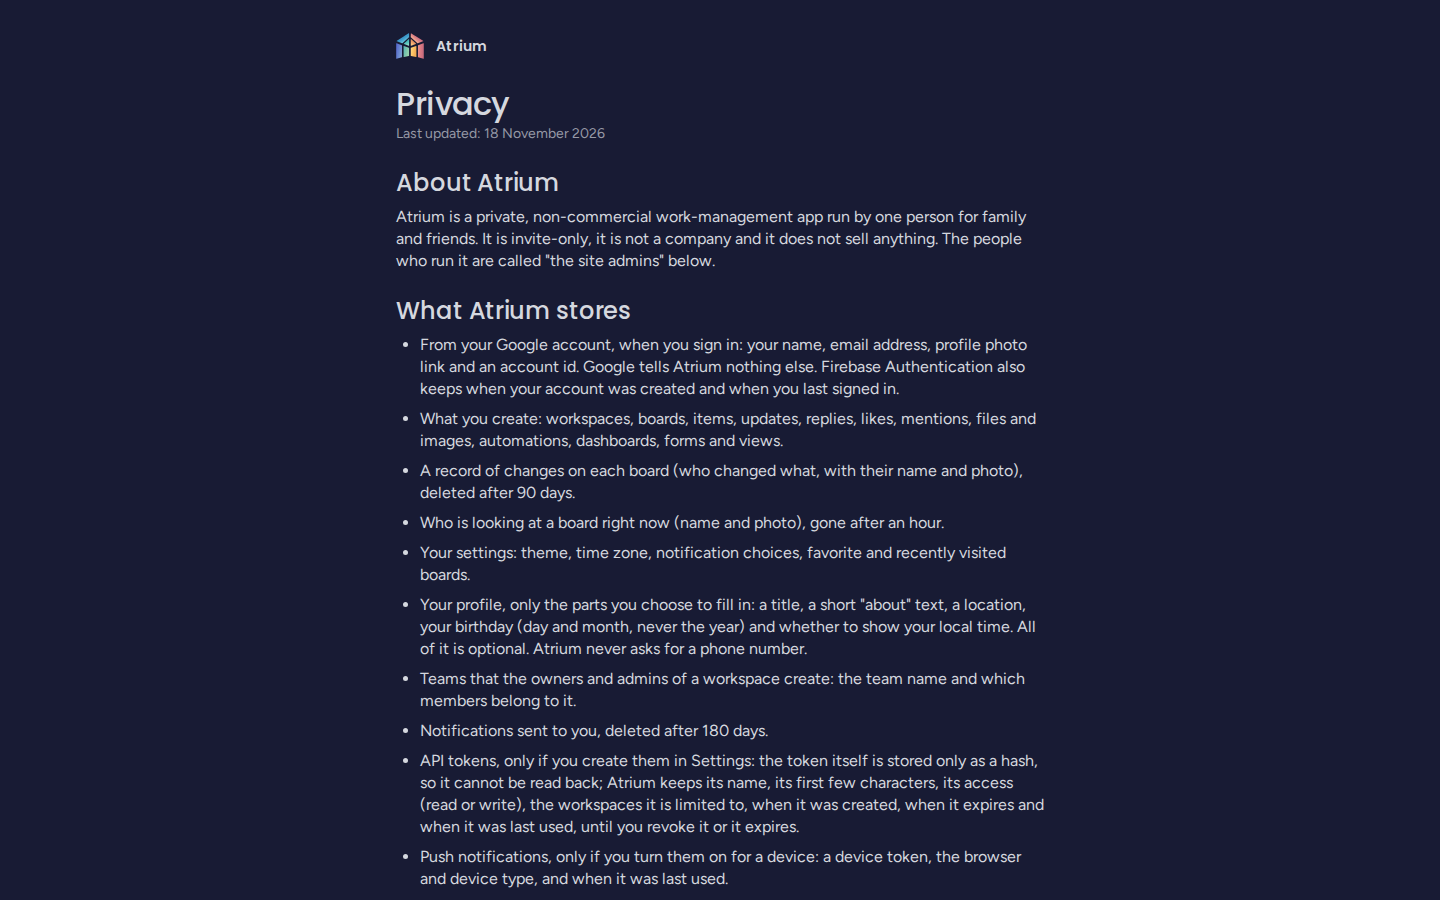 Atrium
Privacy
Last updated: 18 November 2026
About Atrium
Atrium is a private, non-commercial work-management app run by one person for family
and friends. It is invite-only, it is not a company and it does not sell anything. The people
who run it are called "the site admins" below.
What Atrium stores
• From your Google account, when you sign in: your name, email address, profile photo
link and an account id. Google tells Atrium nothing else. Firebase Authentication also
keeps when your account was created and when you last signed in.
• What you create: workspaces, boards, items, updates, replies, likes, mentions, files and
images, automations, dashboards, forms and views.
• A record of changes on each board (who changed what, with their name and photo),
deleted after 90 days.
• Who is looking at a board right now (name and photo), gone after an hour.
• Your settings: theme, time zone, notification choices, favorite and recently visited
boards.
• Your profile, only the parts you choose to fill in: a title, a short "about" text, a location,
your birthday (day and month, never the year) and whether to show your local time. All
of it is optional. Atrium never asks for a phone number.
• Teams that the owners and admins of a workspace create: the team name and which
members belong to it.
• Notifications sent to you, deleted after 180 days.
• API tokens, only if you create them in Settings: the token itself is stored only as a hash,
so it cannot be read back; Atrium keeps its name, its first few characters, its access
(read or write), the workspaces it is limited to, when it was created, when it expires and
when it was last used, until you revoke it or it expires.
• Push notifications, only if you turn them on for a device: a device token, the browser
and device type, and when it was last used.